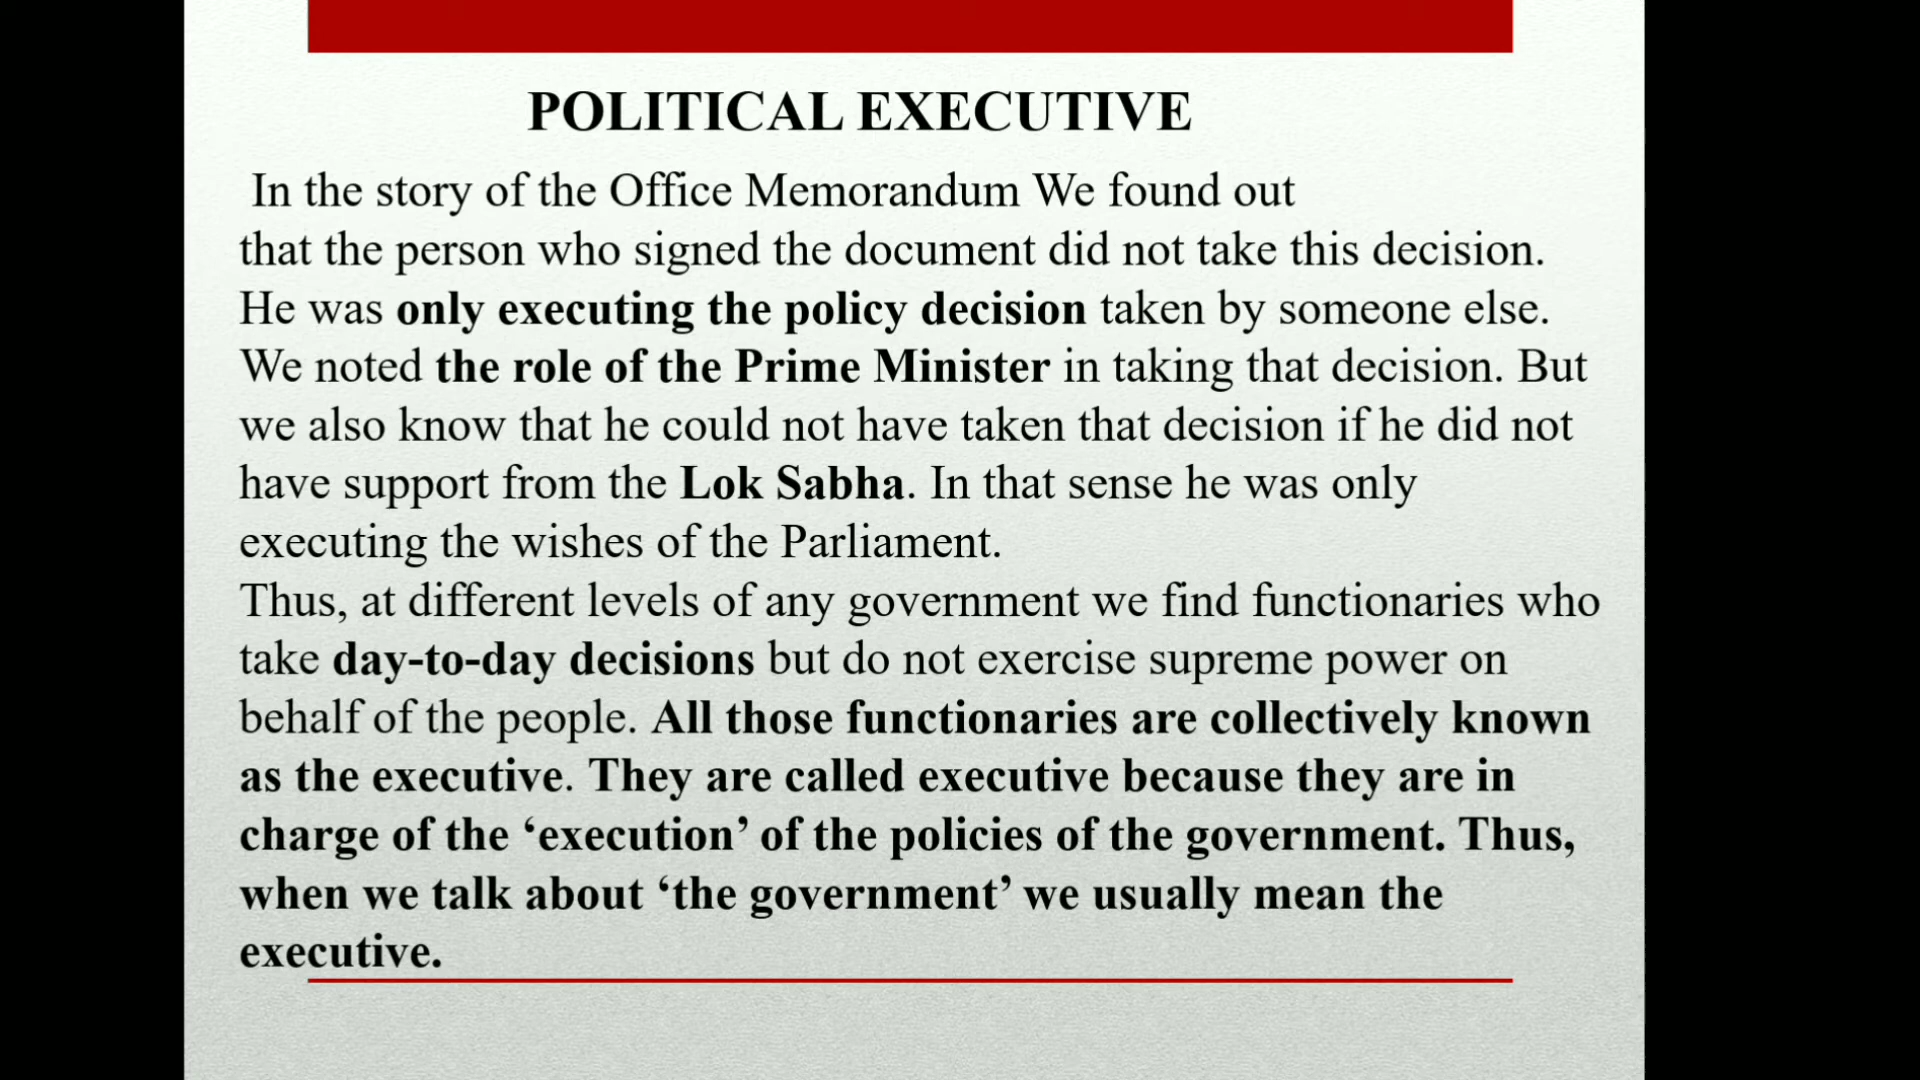 POLITICAL EXECUTIVE
In the story of the Office Memorandum We found out
that the person who signed the document did not take this decision.
He was only executing the policy decision taken by someone else.
We noted the role of the Prime Minister in taking that decision. But
we also know that he could not have taken that decision if he did not
have support from the Lok Sabha. In that sense he was only
executing the wishes of the Parliament.
Thus, at different levels of any government we find functionaries who
take day-to-day decisions but do not exercise supreme power on
behalf of the people. All those functionaries are collectively known
as the executive. They are called executive because they are in
charge of the ‘execution’ of the policies of the government. Thus,
when we talk about ‘the government’ we usually mean the
executive.